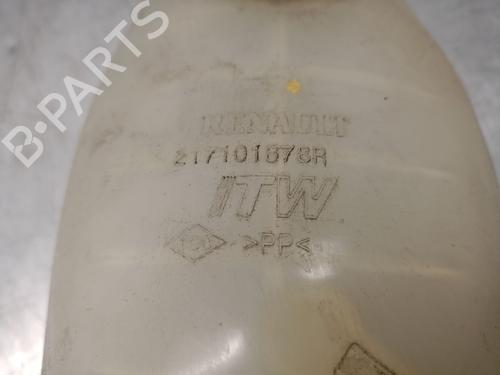 B-PARTS
RENAULT
217101678R
ITW
>PP<